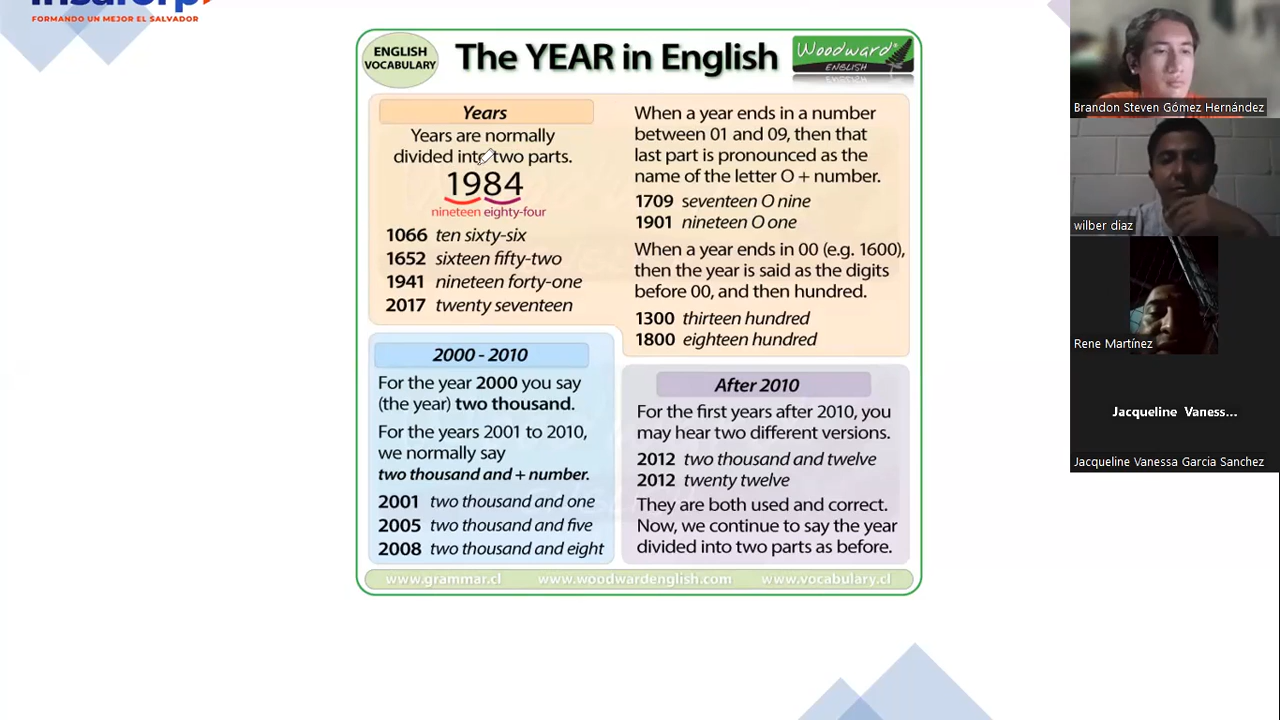 FORMANDO UN MEJOR EL SALVADOR
ENGLISH
VOCABULARY
The YEAR in English
Woodward
ENGLISH
Years
Years are normally
divided into two parts.
1984
nineteen eighty-four
1066 ten sixty-six
1652 sixteen fifty-two
1941 nineteen forty-one
2017 twenty seventeen
When a year ends in a number
between 01 and 09, then that
last part is pronounced as the
name of the letter O + number.
1709 seventeen O nine
1901 nineteen O one
When a year ends in 00 (e.g. 1600),
then the year is said as the digits
before 00, and then hundred.
1300 thirteen hundred
1800 eighteen hundred
2000 - 2010
For the year 2000 you say
(the year) two thousand.
For the years 2001 to 2010,
we normally say
two thousand and + number.
2001 two thousand and one
2005 two thousand and five
2008 two thousand and eight
After 2010
For the first years after 2010, you
may hear two different versions.
2012 two thousand and twelve
2012 twenty twelve
They are both used and correct.
Now, we continue to say the year
divided into two parts as before.
www.grammar.cl www.woodwardenglish.com www.vocabulary.cl
Brandon Steven Gómez Hernández
wilber diaz
Rene Martínez
Jacqueline Vaness...
Jacqueline Vanessa Garcia Sanchez